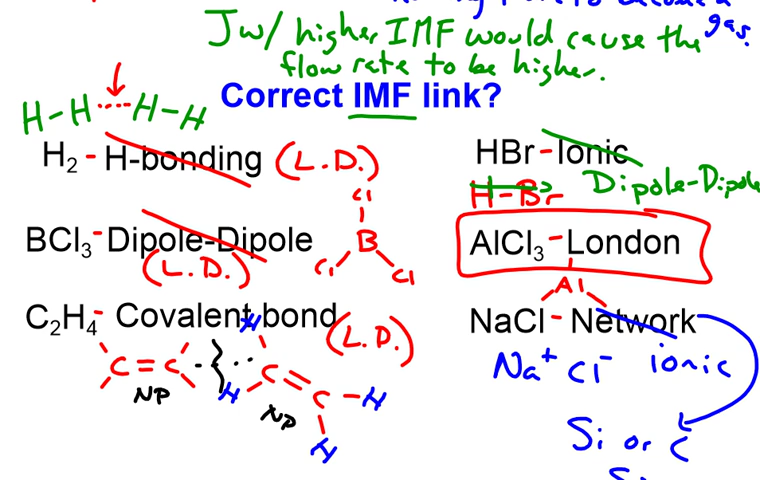 gas.
↲ w/ higher IMF would cause the
flow rate to be higher.
Correct IMF link?
H-H....H-H
H₂ - H-bonding (L.D.)
HBr - Ionic
H-Br Dipole-Dipole
Cl
B
Cl Cl
BCl₃ - Dipole-Dipole
(L.D.)
AlCl₃ - London
Al
C₂H₄ - Covalent bond
(L.D.)
NaCl - Network
Na⁺ Cl⁻ ionic
H
C=C
NP
H C=C-H
NP
H
Si or C